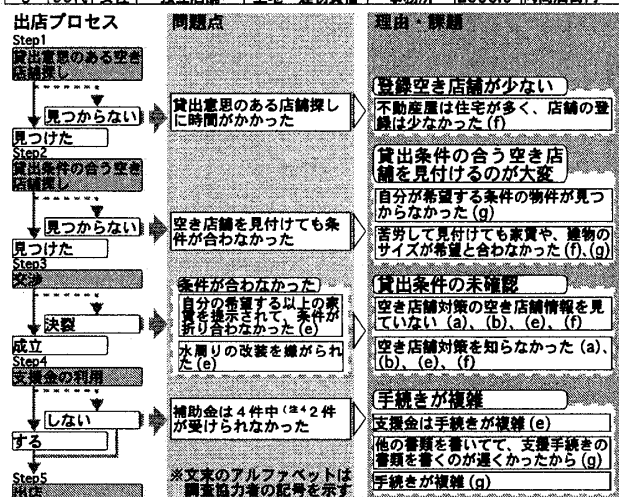 出店プロセス
問題点
理由・課題
Step1
貸出意思のある空き
店舗探し
見つからない
見つけた
貸出意思のある店舗探し
に時間がかかった
登録空き店舗が少ない
不動産屋は住宅が多く、店舗の登
録は少なかった (f)
Step2
貸出条件の合う空き
店舗探し
見つからない
見つけた
空き店舗を見付けても条
件が合わなかった
貸出条件の合う空き店
舗を見付けるのが大変
自分が希望する条件の物件が見つ
からなかった (g)
苦労して見付けても家賃や、建物の
サイズが希望と合わなかった (f)、(g)
Step3
交渉
決裂
成立
条件が合わなかった
自分の希望する以上の家
賃を提示されて、条件が
折り合わなかった (e)
水周りの改装を嫌がられ
た (e)
貸出条件の未確認
空き店舗対策の空き店舗情報を見
ていない (a)、(b)、(e)、(f)
空き店舗対策を知らなかった (a)、
(b)、(e)、(f)
Step4
支援金の利用
しない
する
補助金は4件中(注4 2件
が受けられなかった
手続きが複雑
支援金は手続きが複雑 (e)
他の書類を書いてて、支援手続きの
書類を書くのが遅くなったから (g)
手続きが複雑 (g)
Step5
出店
※文末のアルファベットは
調査協力者の記号を示す